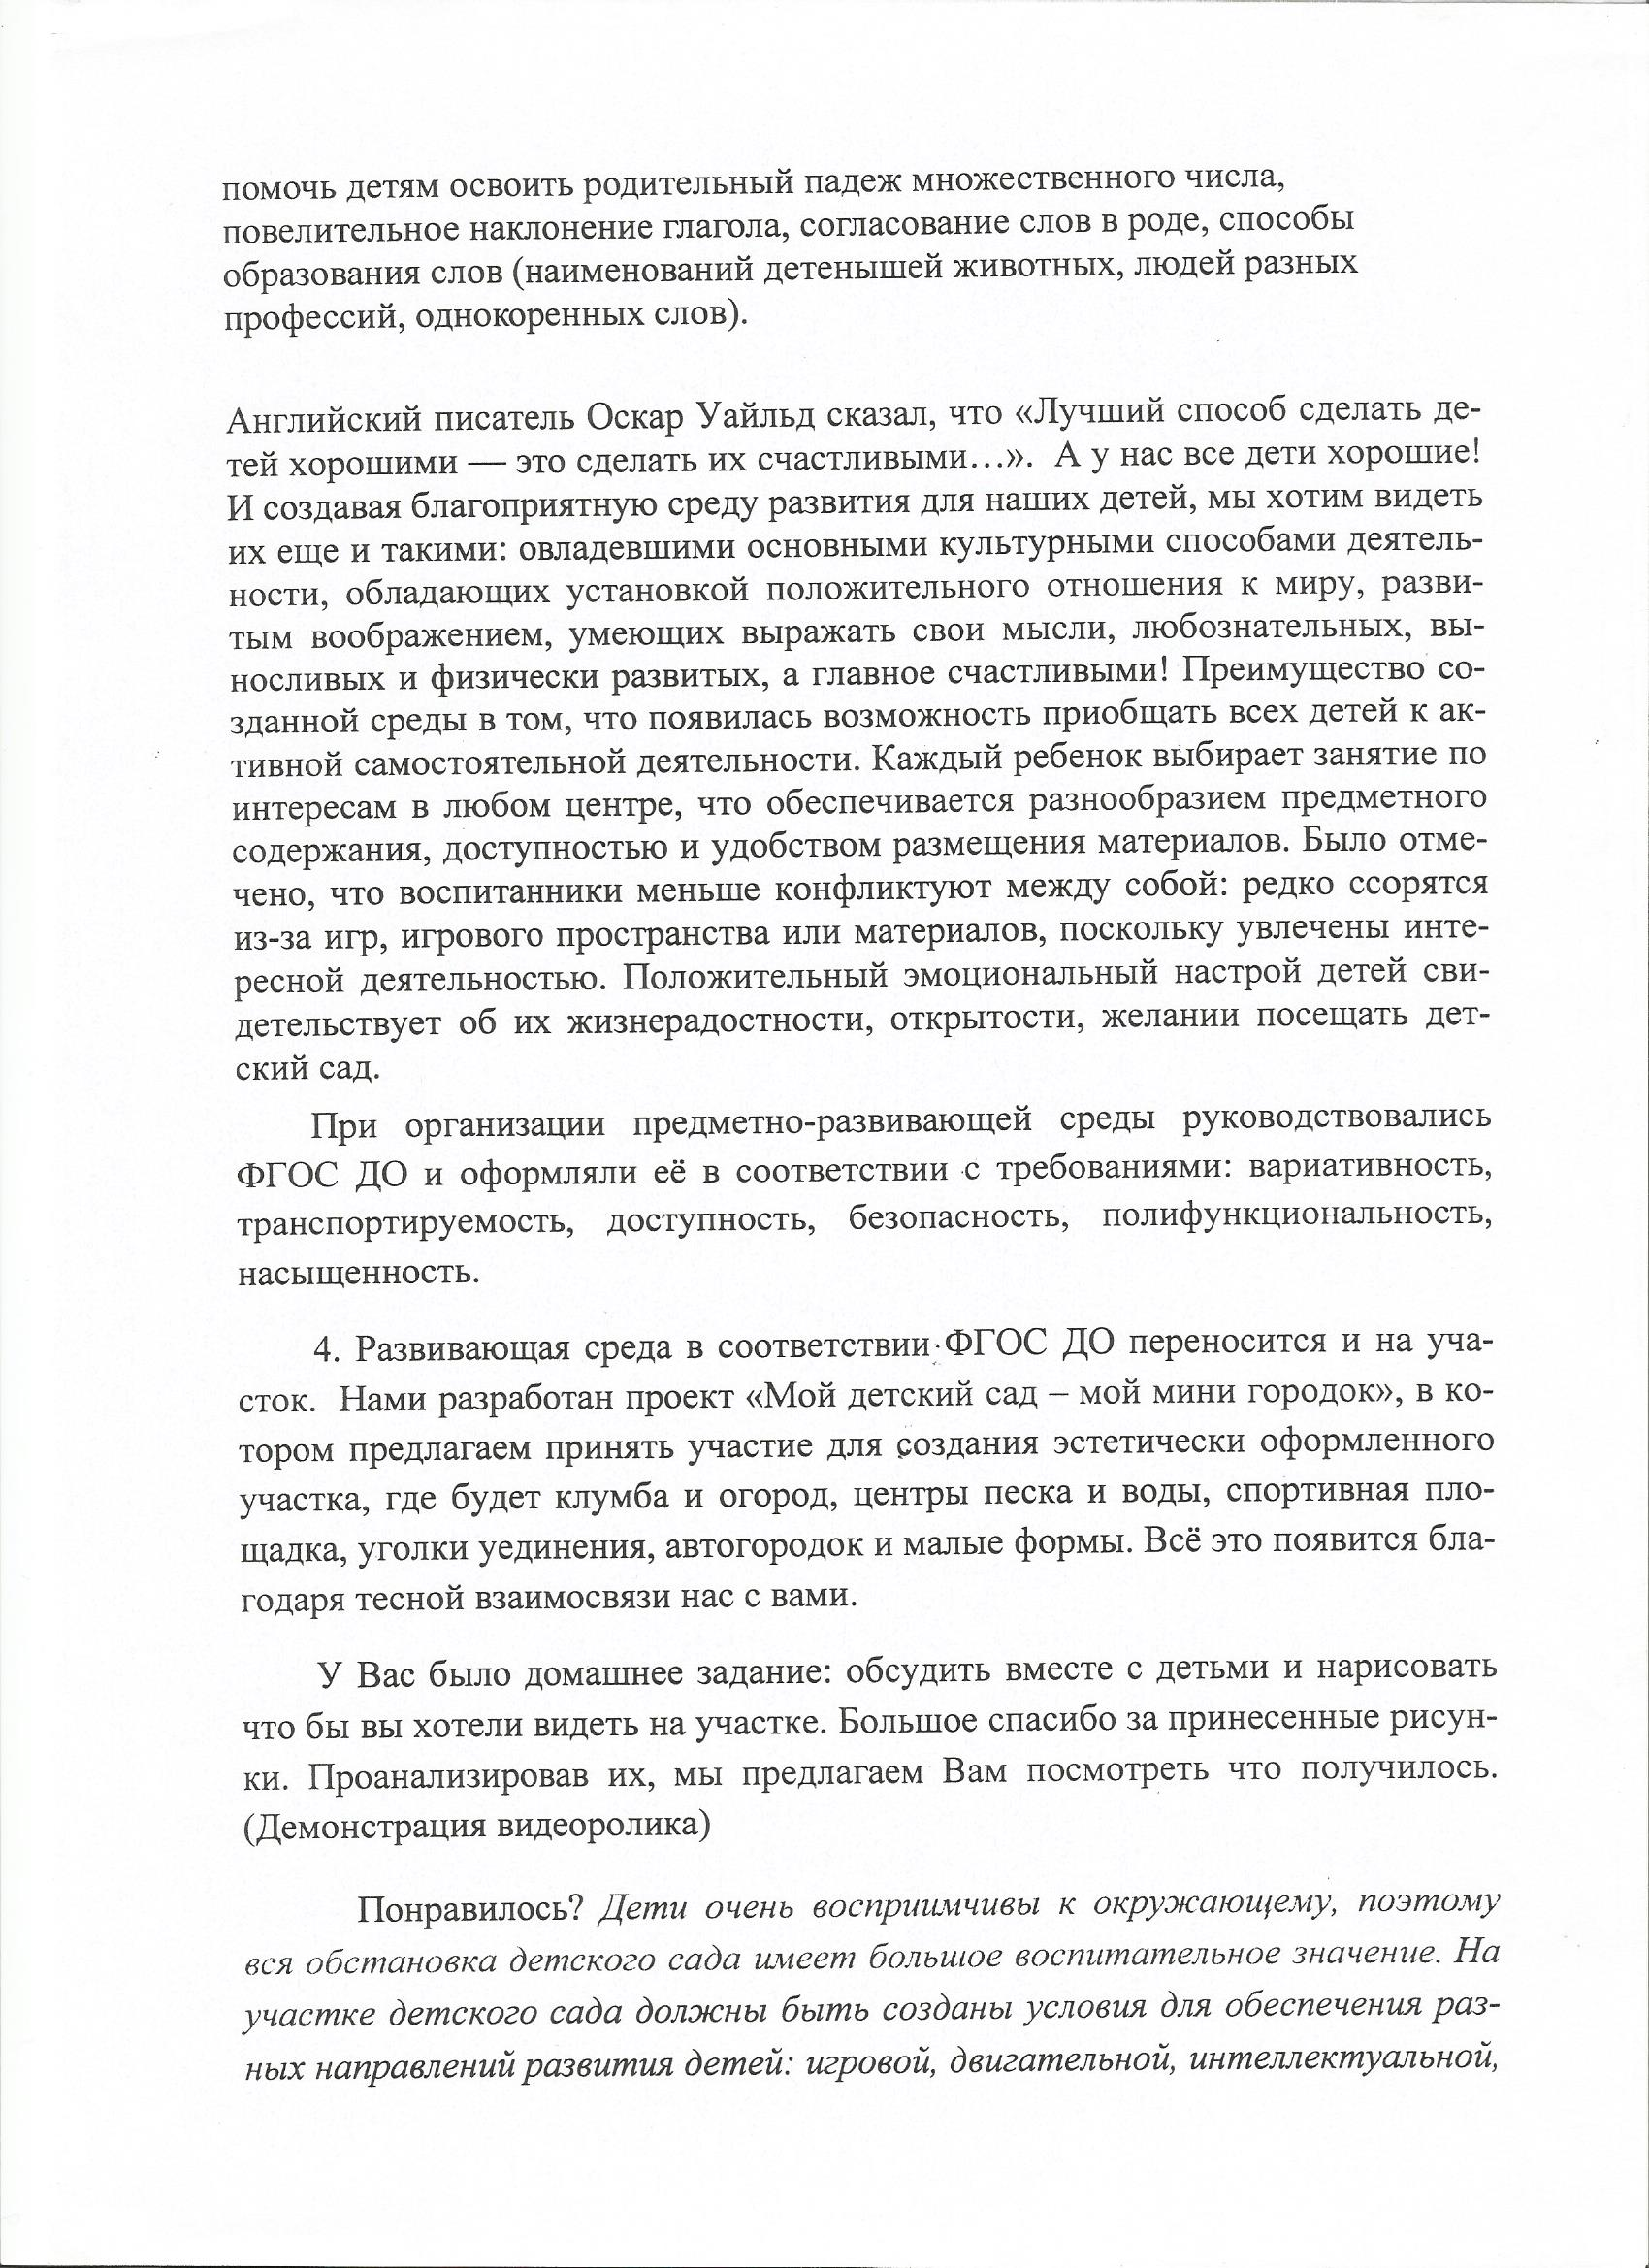 помочь детям освоить родительный падеж множественного числа,
повелительное наклонение глагола, согласование слов в роде, способы
образования слов (наименований детенышей животных, людей разных
профессий, однокоренных слов).
Английский писатель Оскар Уайльд сказал, что «Лучший способ сделать де-
тей хорошими — это сделать их счастливыми…». А у нас все дети хорошие!
И создавая благоприятную среду развития для наших детей, мы хотим видеть
их еще и такими: овладевшими основными культурными способами деятель-
ности, обладающих установкой положительного отношения к миру, разви-
тым воображением, умеющих выражать свои мысли, любознательных, вы-
носливых и физически развитых, а главное счастливыми! Преимущество со-
зданной среды в том, что появилась возможность приобщать всех детей к ак-
тивной самостоятельной деятельности. Каждый ребенок выбирает занятие по
интересам в любом центре, что обеспечивается разнообразием предметного
содержания, доступностью и удобством размещения материалов. Было отме-
чено, что воспитанники меньше конфликтуют между собой: редко ссорятся
из-за игр, игрового пространства или материалов, поскольку увлечены инте-
ресной деятельностью. Положительный эмоциональный настрой детей сви-
детельствует об их жизнерадостности, открытости, желании посещать дет-
ский сад.
При организации предметно-развивающей среды руководствовались
ФГОС ДО и оформляли её в соответствии с требованиями: вариативность,
транспортируемость, доступность, безопасность, полифункциональность,
насыщенность.
4. Развивающая среда в соответствии ФГОС ДО переносится и на уча-
сток. Нами разработан проект «Мой детский сад – мой мини городок», в ко-
тором предлагаем принять участие для создания эстетически оформленного
участка, где будет клумба и огород, центры песка и воды, спортивная пло-
щадка, уголки уединения, автогородок и малые формы. Всё это появится бла-
годаря тесной взаимосвязи нас с вами.
У Вас было домашнее задание: обсудить вместе с детьми и нарисовать
что бы вы хотели видеть на участке. Большое спасибо за принесенные рисун-
ки. Проанализировав их, мы предлагаем Вам посмотреть что получилось.
(Демонстрация видеоролика)
Понравилось? Дети очень восприимчивы к окружающему, поэтому
вся обстановка детского сада имеет большое воспитательное значение. На
участке детского сада должны быть созданы условия для обеспечения раз-
ных направлений развития детей: игровой, двигательной, интеллектуальной,